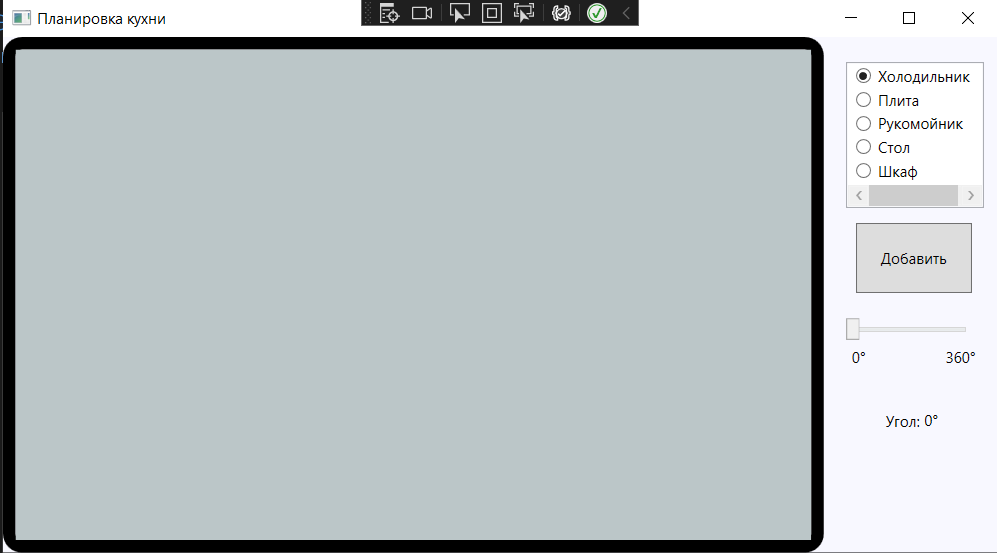 Планировка кухни
Холодильник
Плита
Рукомойник
Стол
Шкаф
Добавить
0° 360°
Угол: 0°